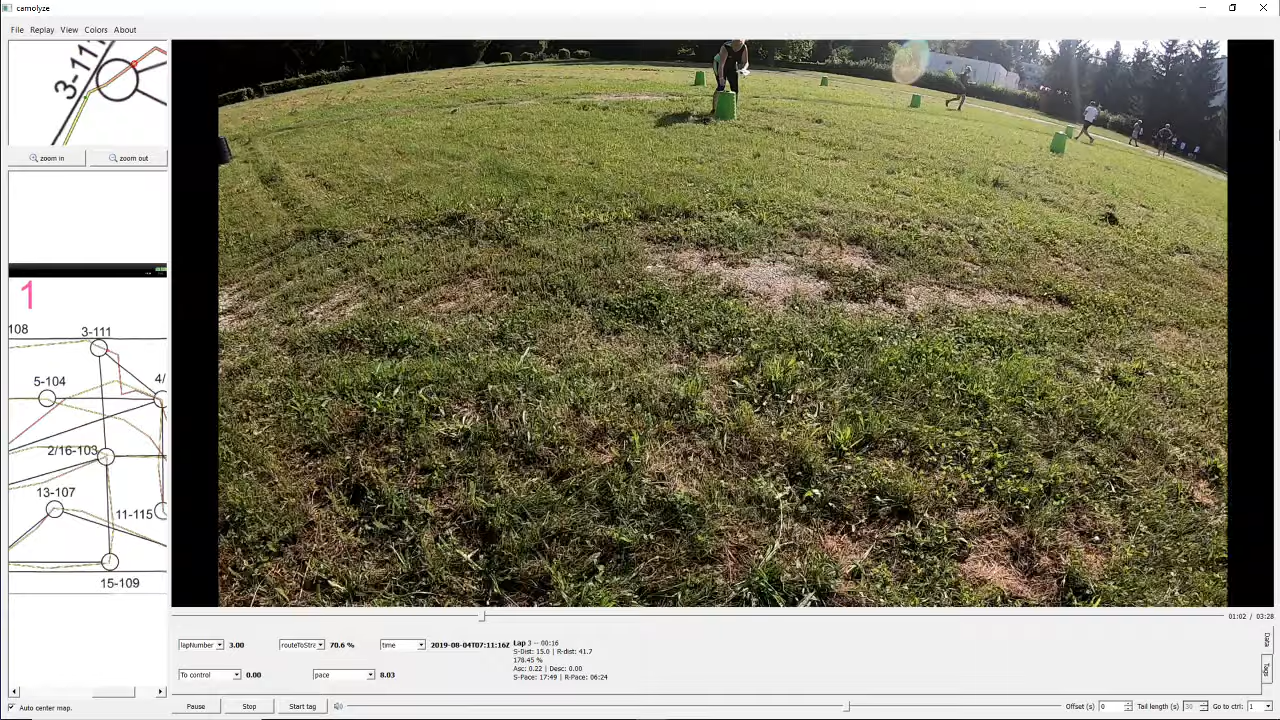 camolyze
File Replay View Colors About
3-111
zoom in zoom out
1
108 3-111
5-104 4/
2/16-103
13-107
11-115
15-109
01:02 / 03:28
Data
Tags
lapNumber 3.00 routeToStra 70.6 % time 2019-08-04T07:11:16Z
To control 0.00 pace 8.03
Lap 3 -- 00:16
S-Dist: 15.0 | R-dist: 41.7
178.45 %
Asc: 0.22 | Desc: 0.00
S-Pace: 17:49 | R-Pace: 06:24
Auto center map.
Pause Stop Start tag Offset (s) 0 Tail length (s) 30 Go to ctrl: 1